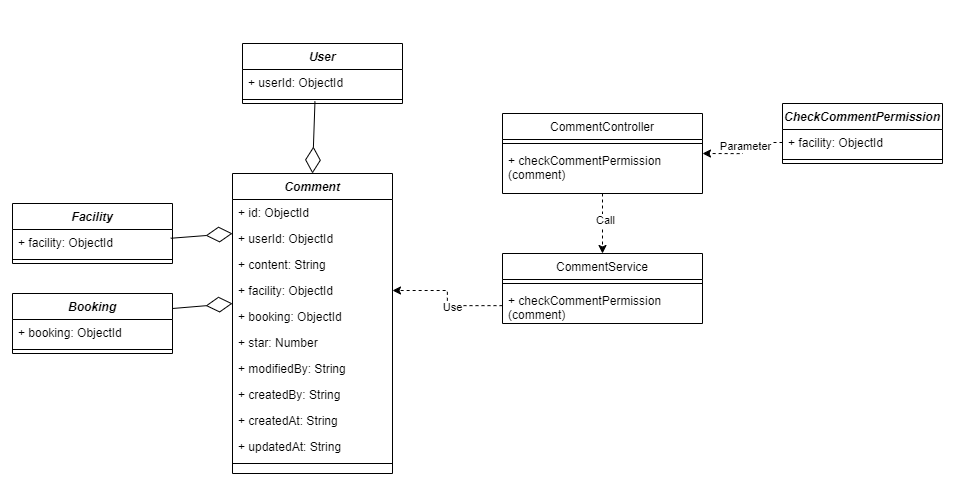 User
+ userId: ObjectId
CommentController
+ checkCommentPermission
(comment)
Parameter
CheckCommentPermission
+ facility: ObjectId
Call
Comment
+ id: ObjectId
+ userId: ObjectId
+ content: String
+ facility: ObjectId
+ booking: ObjectId
+ star: Number
+ modifiedBy: String
+ createdBy: String
+ createdAt: String
+ updatedAt: String
Facility
+ facility: ObjectId
Booking
+ booking: ObjectId
Use
CommentService
+ checkCommentPermission
(comment)